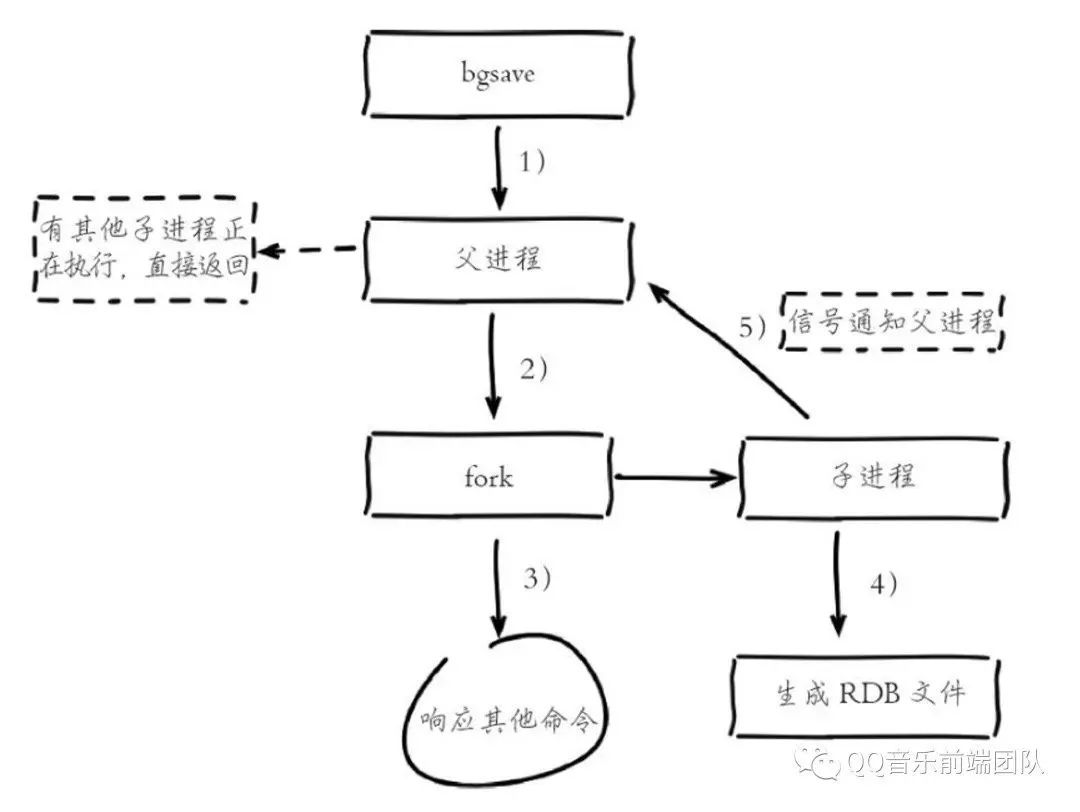 bgsave
1)
有其他子进程正
在执行，直接返回
父进程
5)
信号通知父进程
2)
fork
子进程
3)
4)
响应其他命令
生成 RDB 文件
QQ音乐前端团队